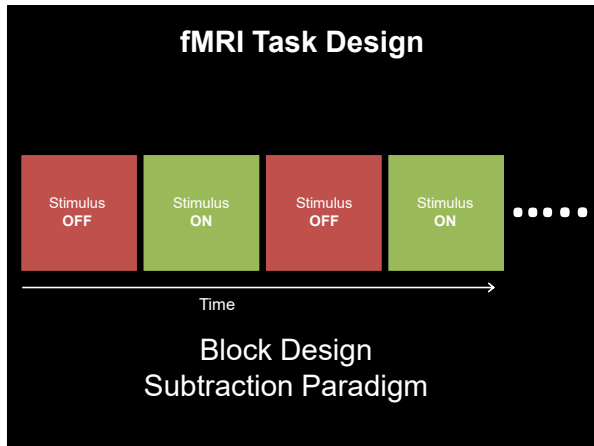 fMRI Task Design
Stimulus
OFF
Stimulus
ON
Stimulus
OFF
Stimulus
ON
Time
Block Design
Subtraction Paradigm